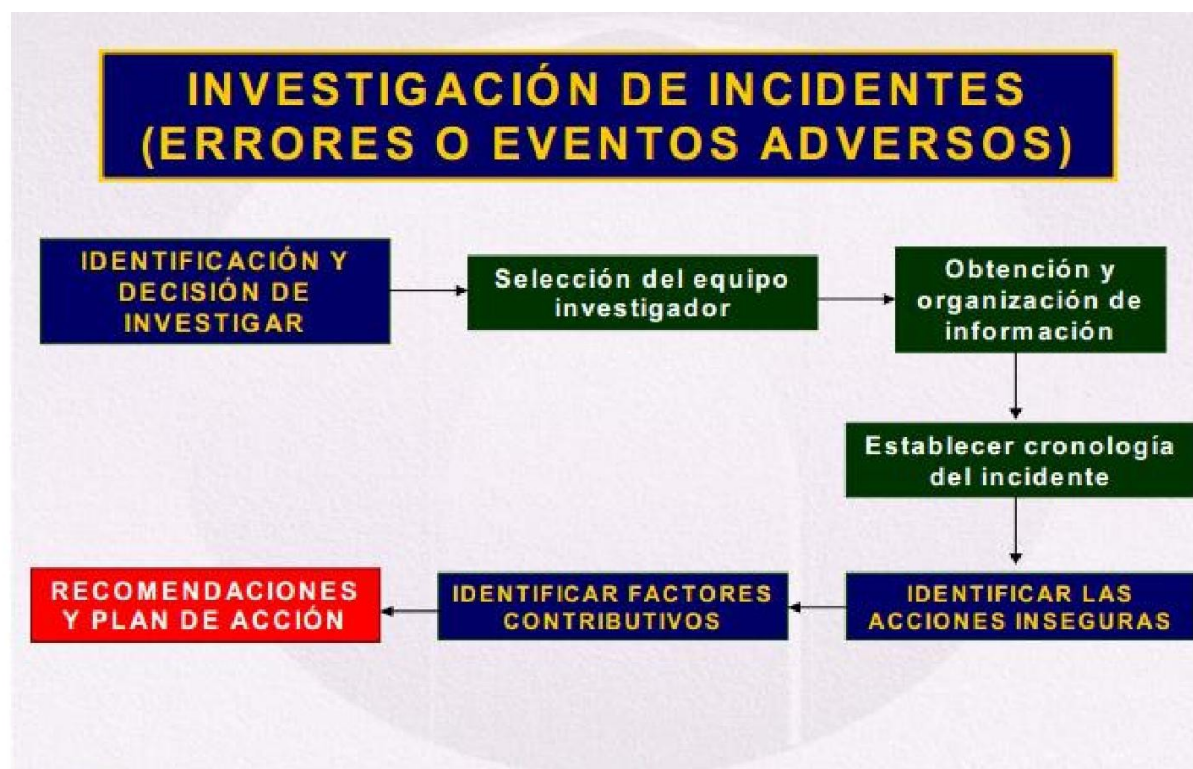 INVESTIGACIÓN DE INCIDENTES
(ERRORES O EVENTOS ADVERSOS)
IDENTIFICACIÓN Y
DECISIÓN DE
INVESTIGAR
Selección del equipo
investigador
Obtención y
organización de
información
Establecer cronología
del incidente
IDENTIFICAR LAS
ACCIONES INSEGURAS
IDENTIFICAR FACTORES
CONTRIBUTIVOS
RECOMENDACIONES
Y PLAN DE ACCIÓN